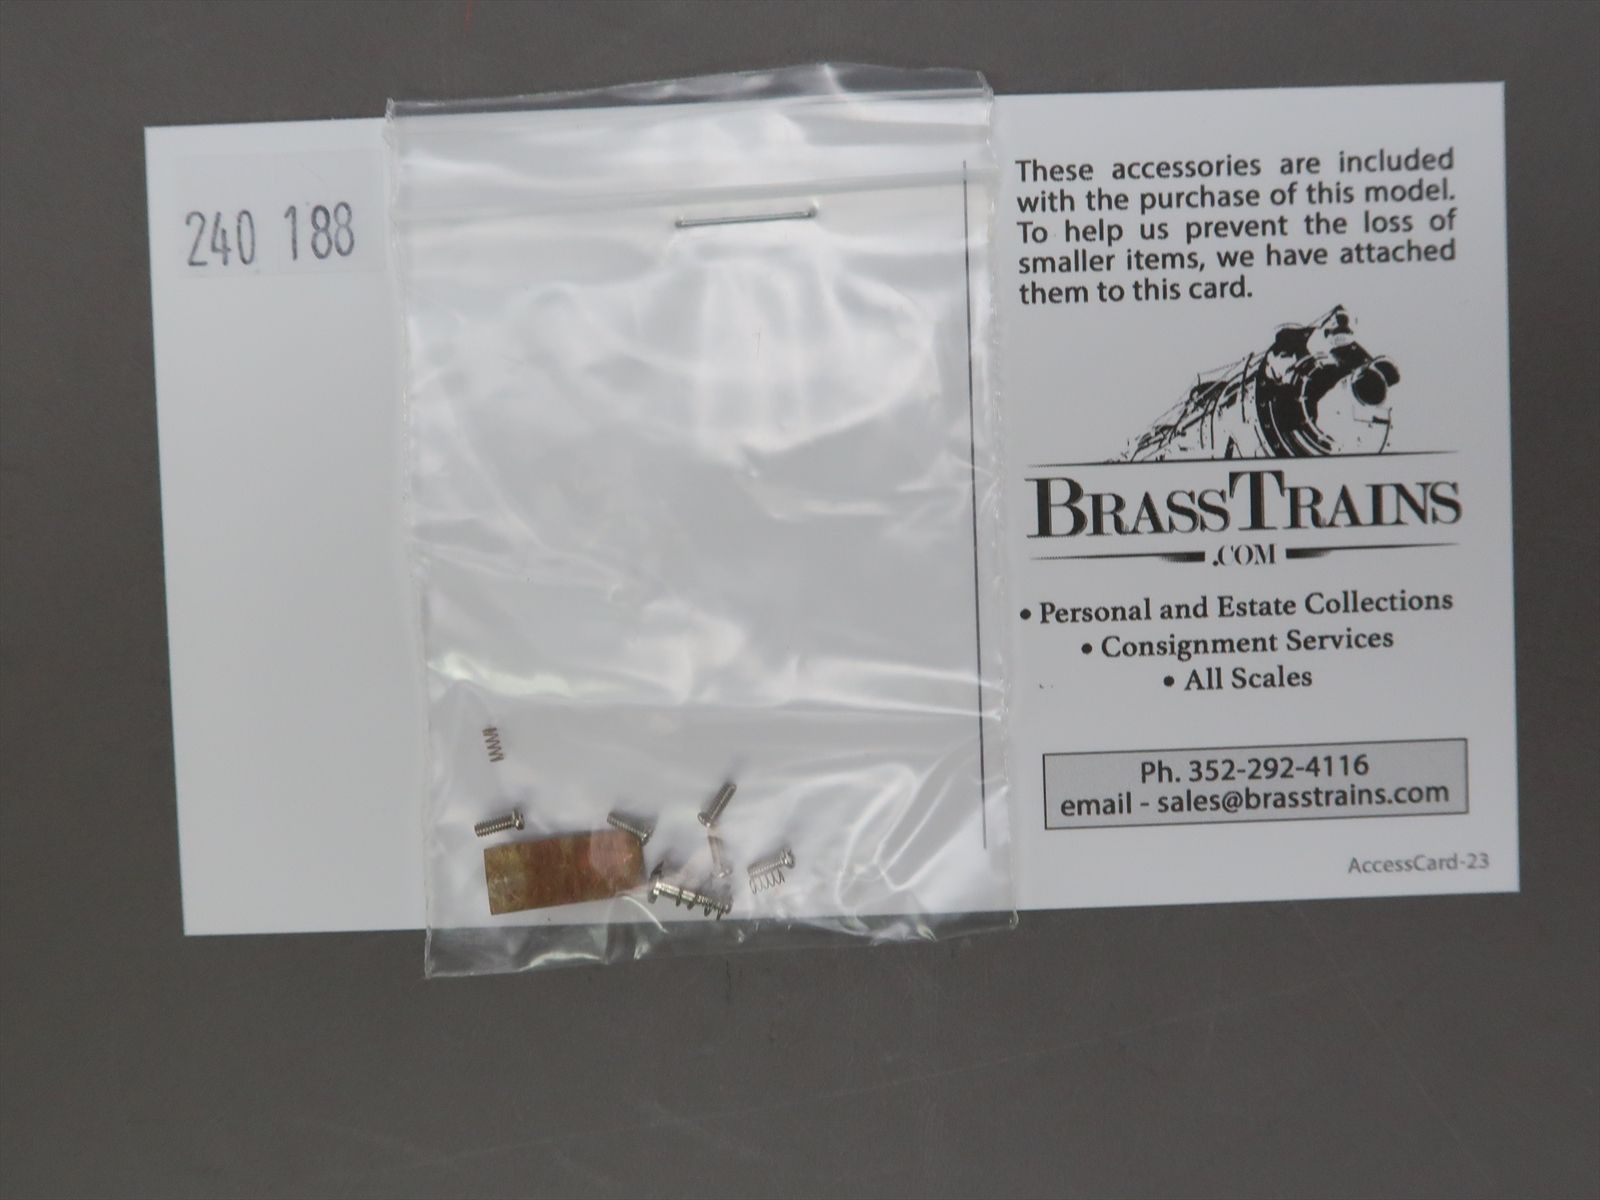 240 188
These accessories are included
with the purchase of this model.
To help us prevent the loss of
smaller items, we have attached
them to this card.
BRASSTRAINS
.COM
• Personal and Estate Collections
• Consignment Services
• All Scales
Ph. 352-292-4116
email - sales@brasstrains.com
AccessCard-23